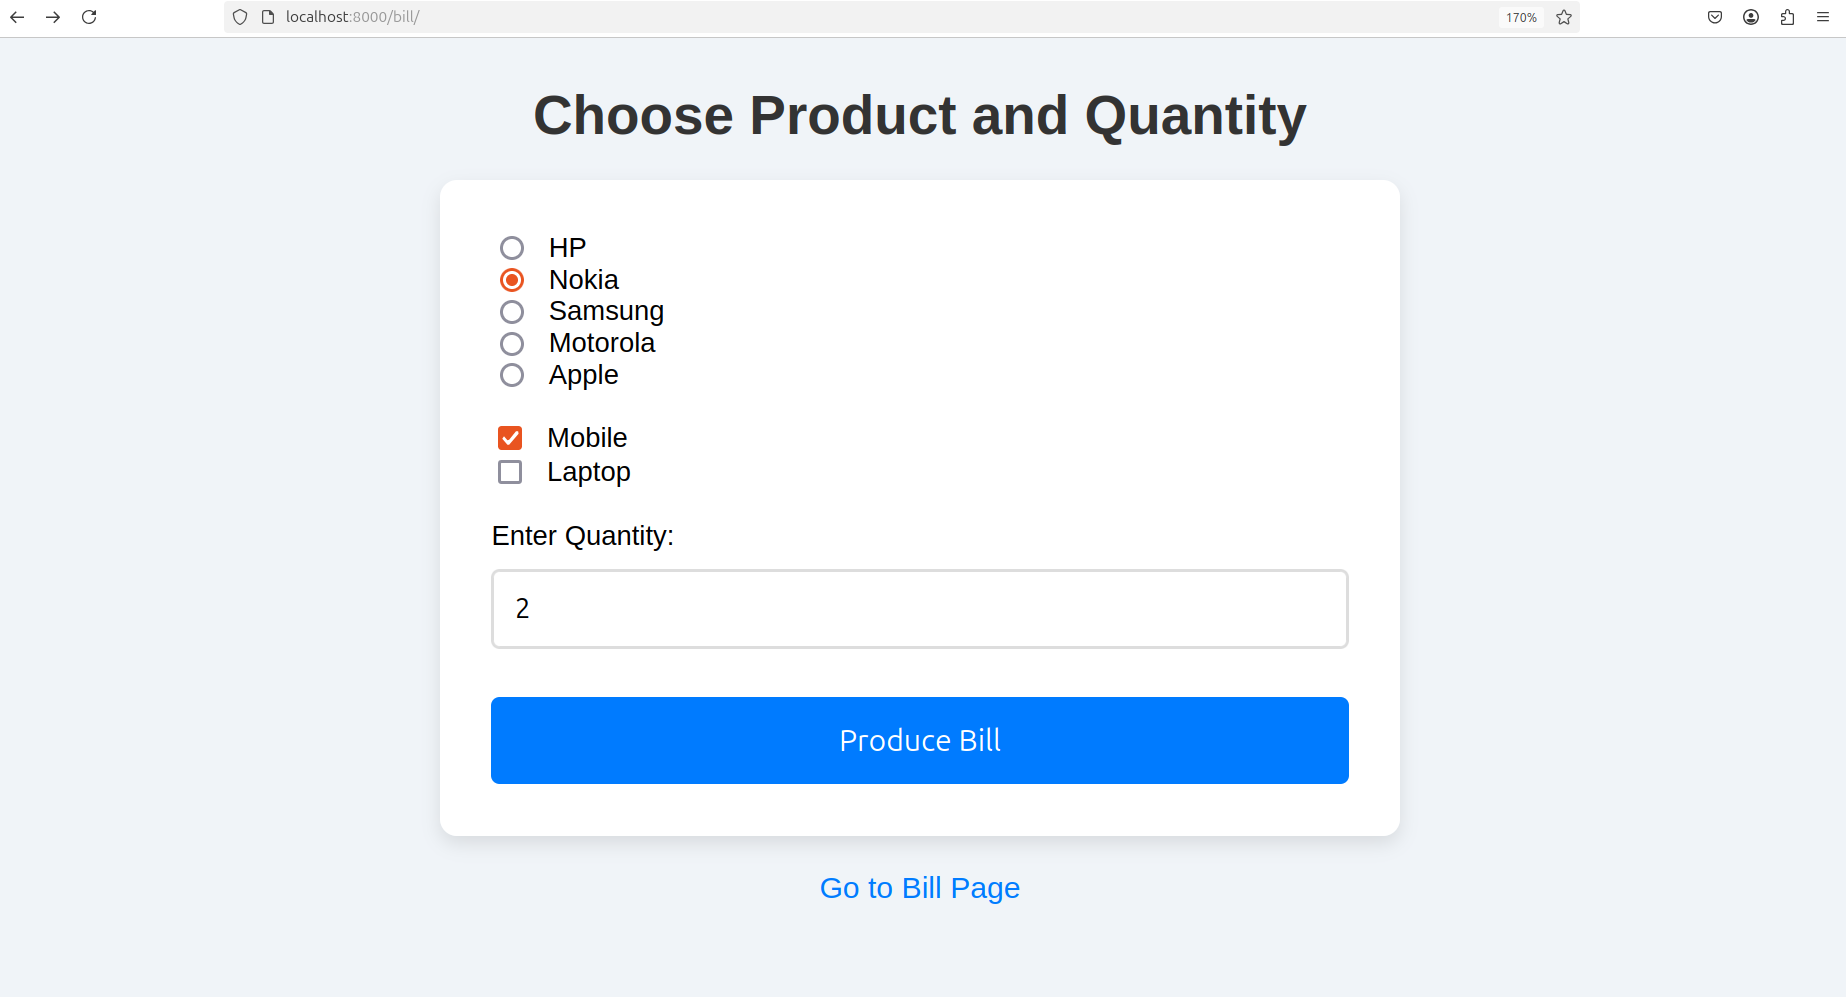 localhost:8000/bill/
170%
Choose Product and Quantity
HP
Nokia
Samsung
Motorola
Apple
Mobile
Laptop
Enter Quantity:
2
Produce Bill
Go to Bill Page